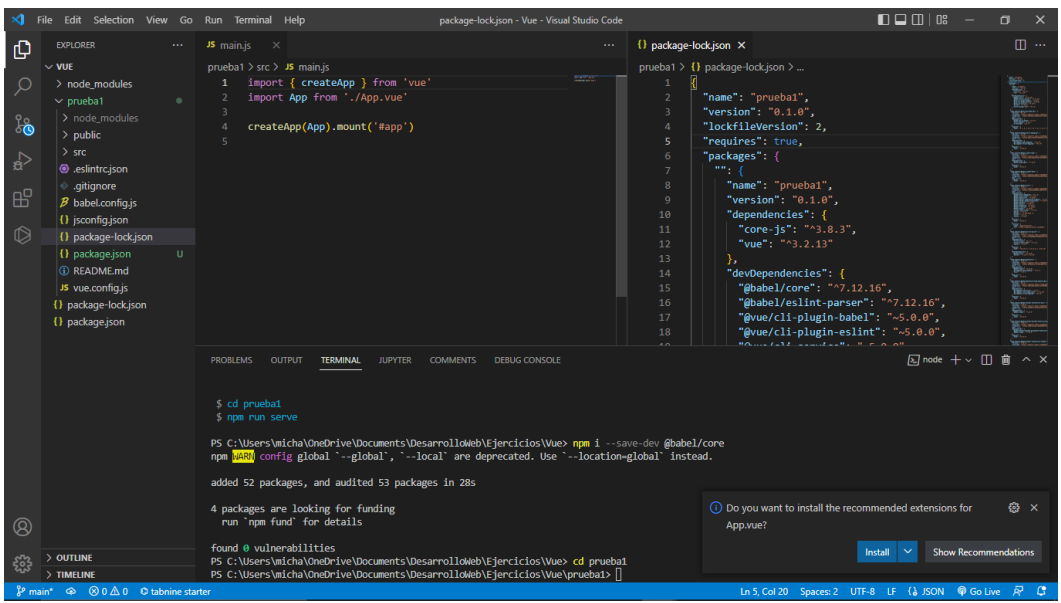 File Edit Selection View Go Run Terminal Help
package-lock.json - Vue - Visual Studio Code
EXPLORER
VUE
node_modules
prueba1
node_modules
public
src
.eslintrc.json
.gitignore
babel.config.js
{} jsconfig.json
{} package-lock.json
{} package.json U
README.md
JS vue.config.js
{} package-lock.json
{} package.json
OUTLINE
TIMELINE
JS main.js
prueba1 > src > JS main.js
1 import { createApp } from 'vue'
2 import App from './App.vue'
3
4 createApp(App).mount('#app')
5
{} package-lock.json
prueba1 > {} package-lock.json > ...
1 {
2 "name": "prueba1",
3 "version": "0.1.0",
4 "lockfileVersion": 2,
5 "requires": true,
6 "packages": {
7 "": {
8 "name": "prueba1",
9 "version": "0.1.0",
10 "dependencies": {
11 "core-js": "^3.8.3",
12 "vue": "^3.2.13"
13 },
14 "devDependencies": {
15 "@babel/core": "^7.12.16",
16 "@babel/eslint-parser": "^7.12.16",
17 "@vue/cli-plugin-babel": "~5.0.0",
18 "@vue/cli-plugin-eslint": "~5.0.0",
PROBLEMS OUTPUT TERMINAL JUPYTER COMMENTS DEBUG CONSOLE
node
$ cd prueba1
$ npm run serve
PS C:\Users\micha\OneDrive\Documents\DesarrolloWeb\Ejercicios\Vue> npm i --save-dev @babel/core
npm WARN config global `--global`, `--local` are deprecated. Use `--location=global` instead.
added 52 packages, and audited 53 packages in 28s
4 packages are looking for funding
run `npm fund` for details
found 0 vulnerabilities
PS C:\Users\micha\OneDrive\Documents\DesarrolloWeb\Ejercicios\Vue> cd prueba1
PS C:\Users\micha\OneDrive\Documents\DesarrolloWeb\Ejercicios\Vue\prueba1>
Do you want to install the recommended extensions for
App.vue?
Install
Show Recommendations
main* 0 0 tabnine starter
Ln 5, Col 20 Spaces: 2 UTF-8 LF {} JSON Go Live